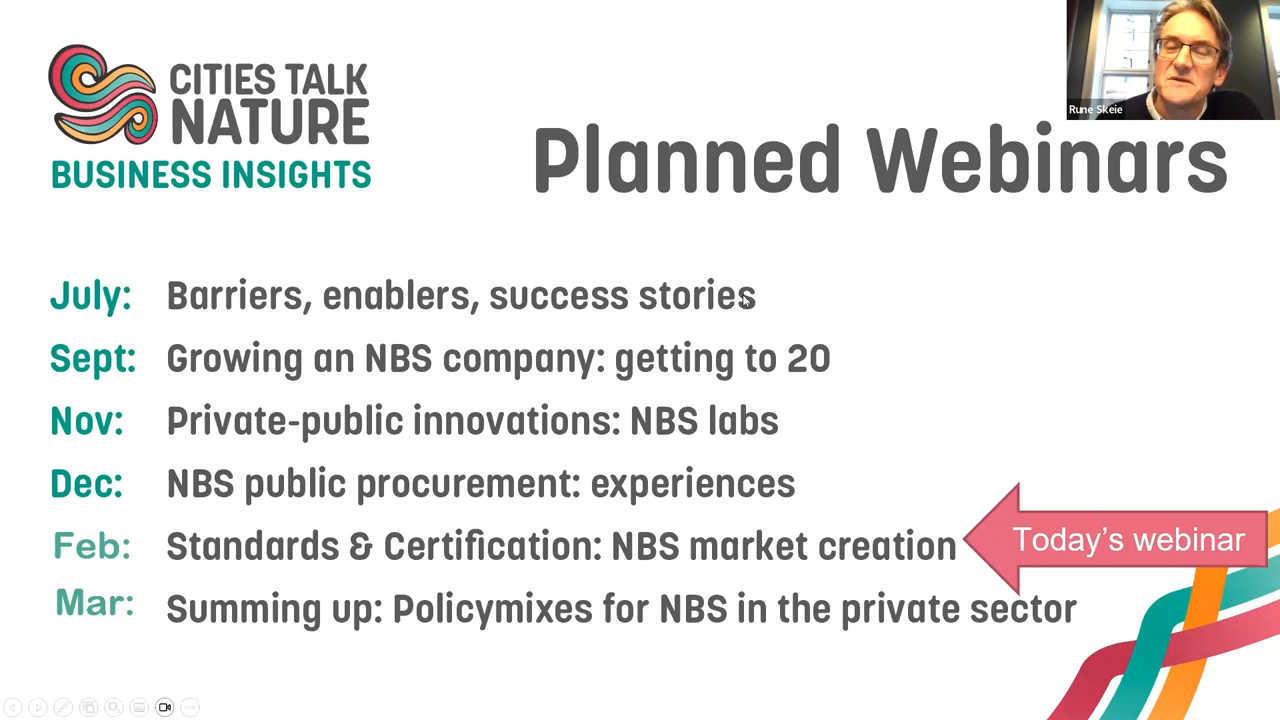 CITIES TALK
NATURE
BUSINESS INSIGHTS
Rune Skeie
Planned Webinars
July: Barriers, enablers, success stories
Sept: Growing an NBS company: getting to 20
Nov: Private-public innovations: NBS labs
Dec: NBS public procurement: experiences
Feb: Standards & Certification: NBS market creation
Today's webinar
Mar: Summing up: Policymixes for NBS in the private sector